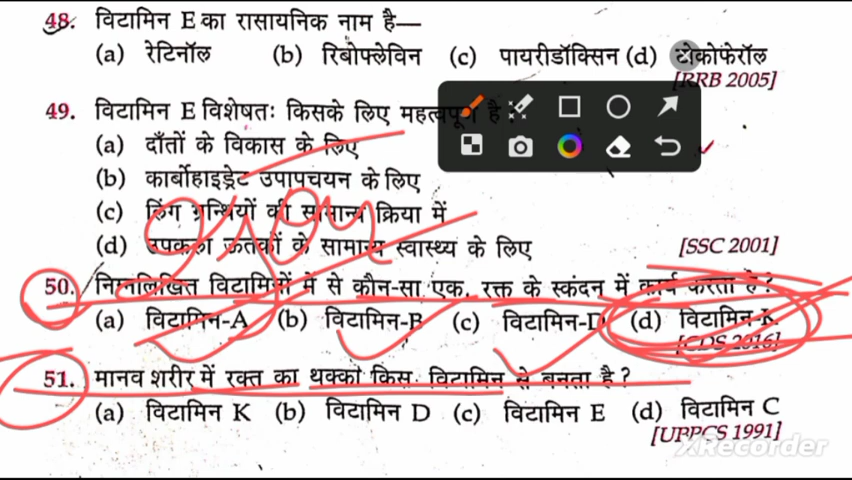 48. विटामिन E का रासायनिक नाम है—
(a) रेटिनॉल (b) रिबोफ्लेविन (c) पायरीडॉक्सिन (d) टोकोफेरॉल
[RRB 2005]
49. विटामिन E विशेषतः किसके लिए महत्वपूर्ण है ?
(a) दाँतों के विकास के लिए
(b) कार्बोहाइड्रेट उपापचयन के लिए
(c) लिंग ग्रन्थियों की सामान्य क्रिया में
(d) उपकला ऊतकों के सामान्य स्वास्थ्य के लिए [SSC 2001]
50. निम्नलिखित विटामिनों में से कौन-सा एक, रक्त के स्कंदन में कार्य करता है ?
(a) विटामिन-A (b) विटामिन-B (c) विटामिन-D (d) विटामिन-K
[CDS 2016]
51. मानव शरीर में रक्त का थक्का किस विटामिन से बनता है ?
(a) विटामिन K (b) विटामिन D (c) विटामिन E (d) विटामिन C
[UPPCS 1991]
XRecorder